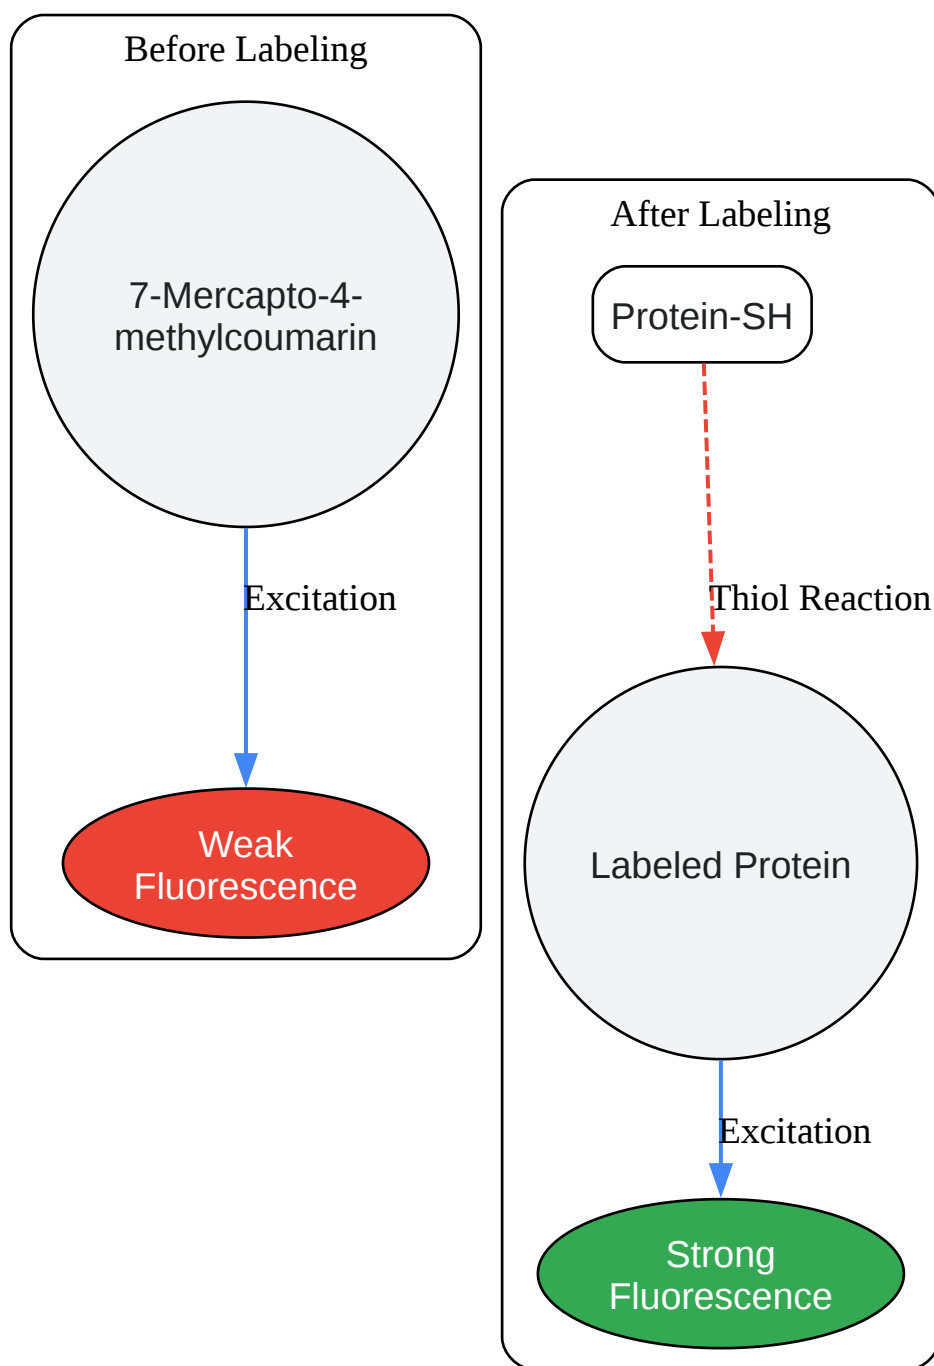 Before Labeling
7-Mercapto-4-
methylcoumarin
Excitation
Weak
Fluorescence
After Labeling
Protein-SH
Thiol Reaction
Labeled Protein
Excitation
Strong
Fluorescence